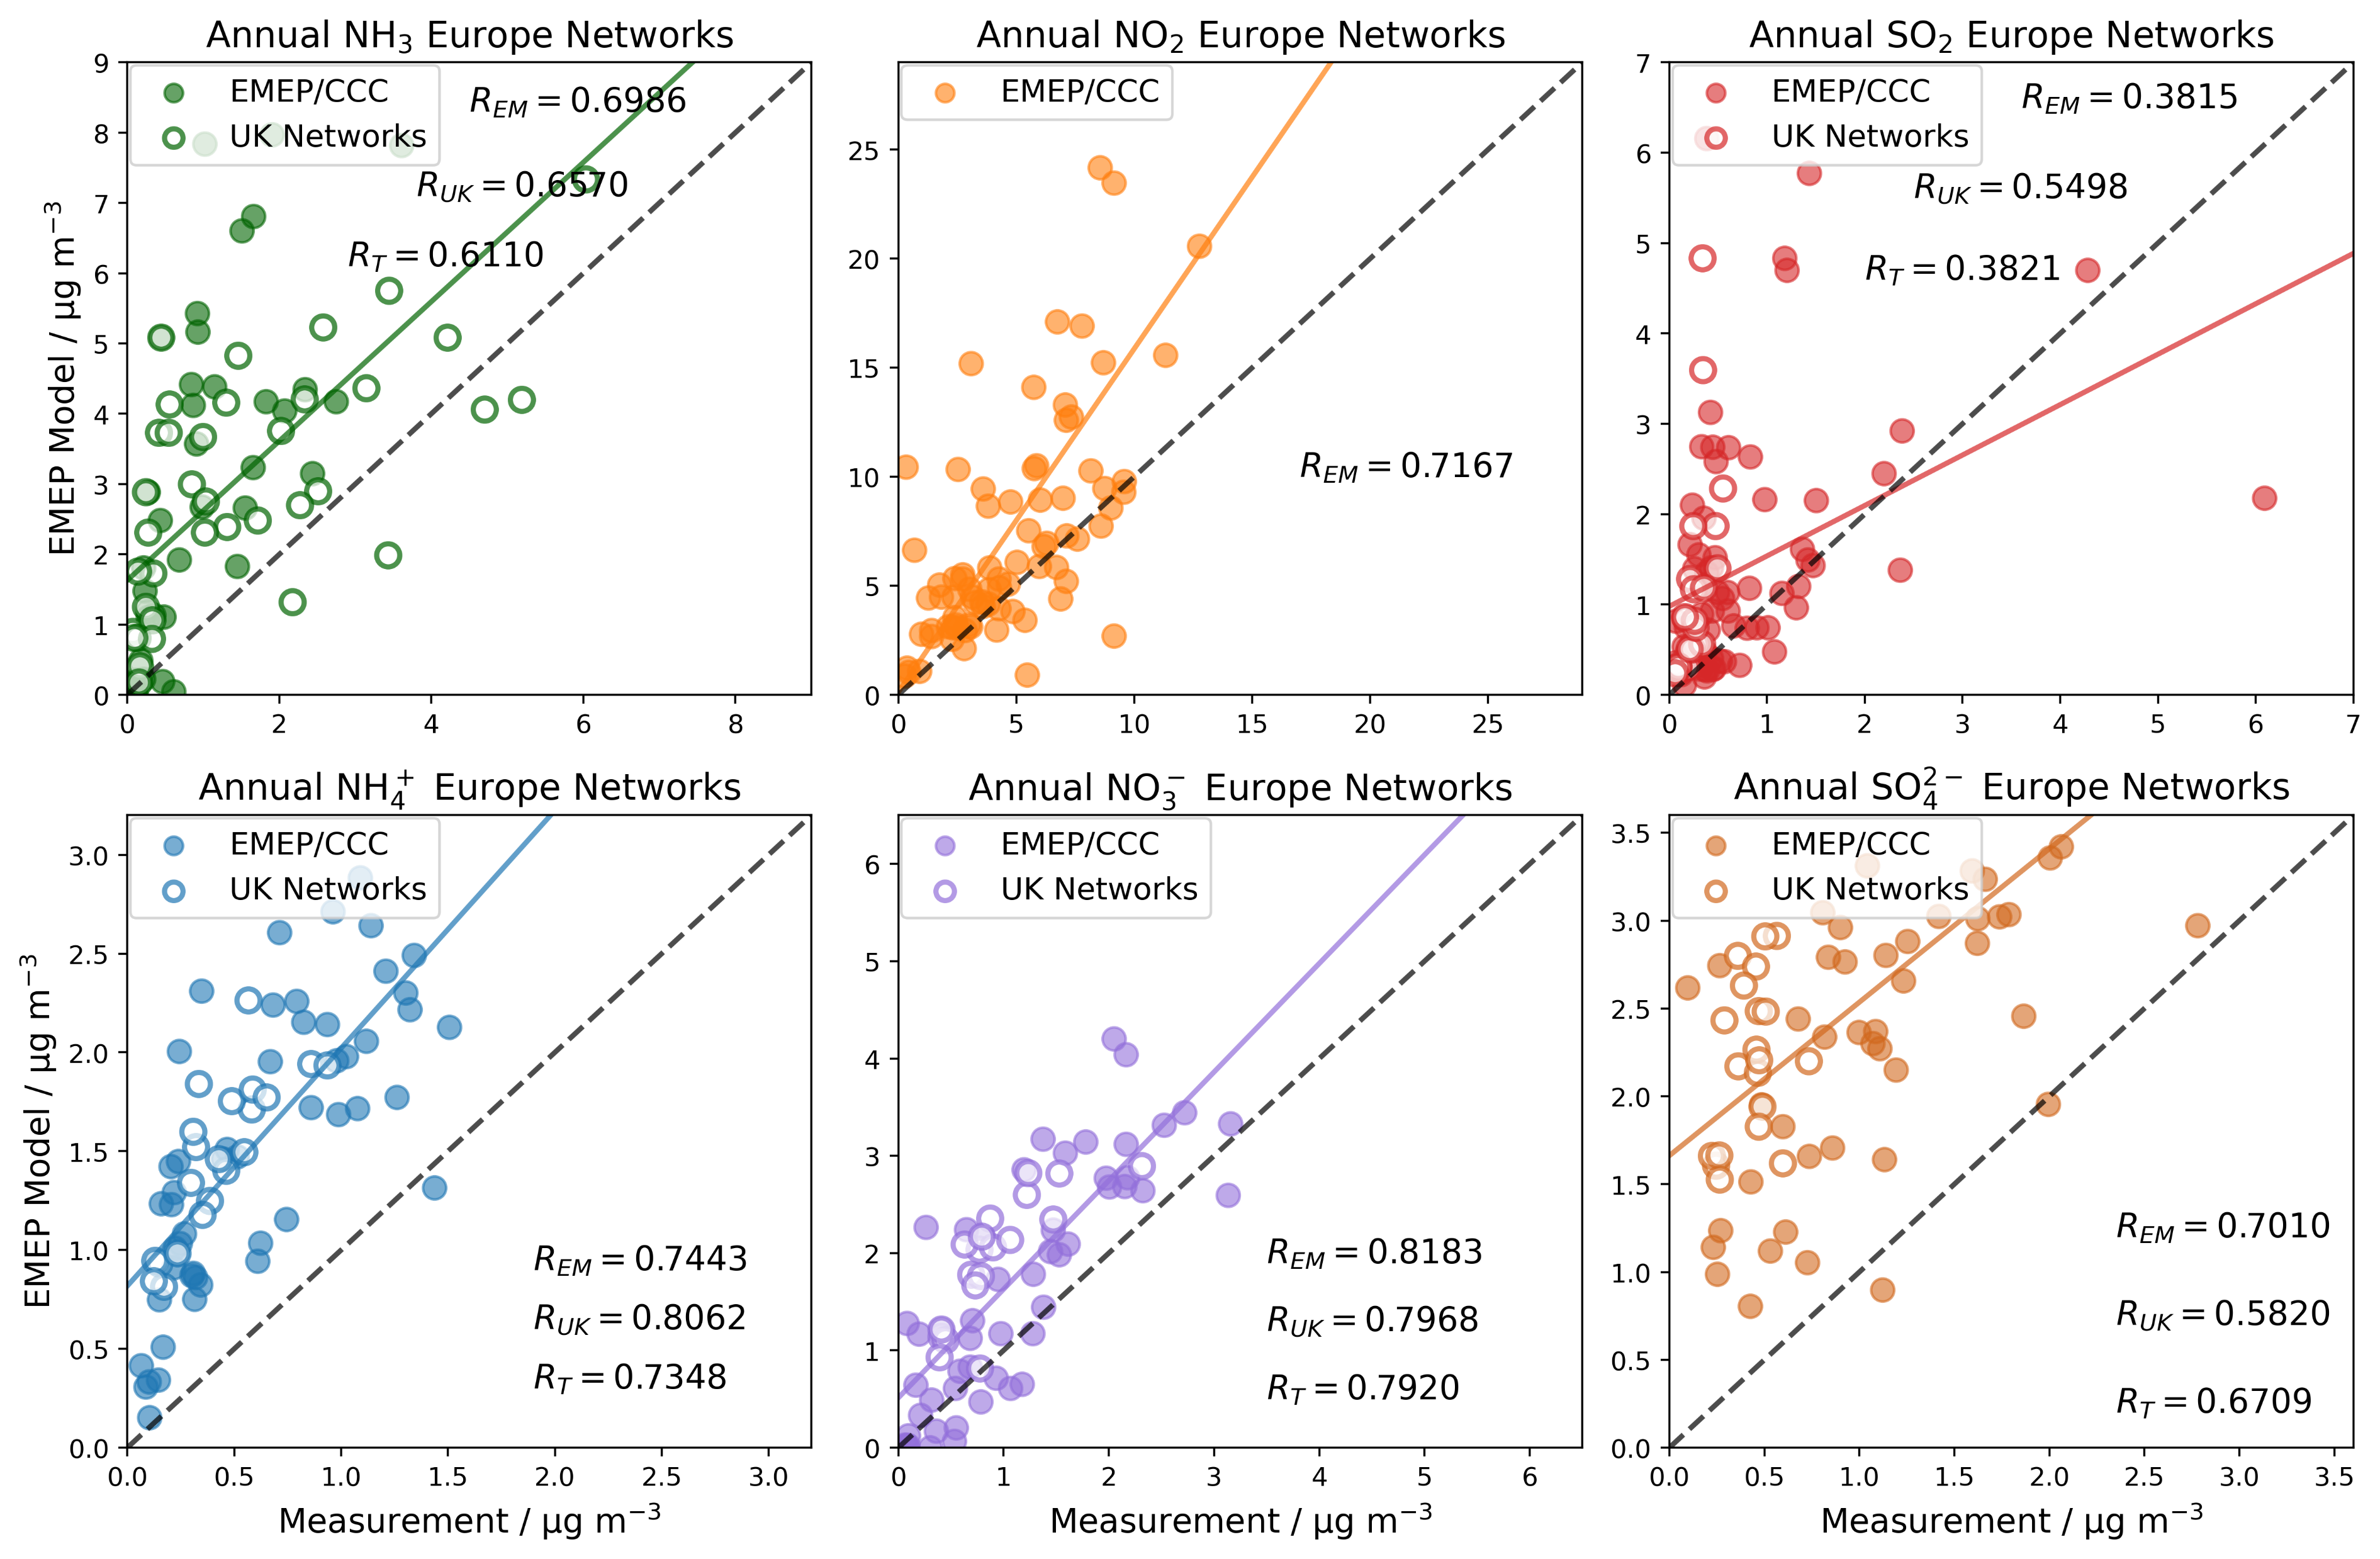 Annual NH₃ Europe Networks
EMEP/CCC
UK Networks
R_EM = 0.6986
R_UK = 0.6570
R_T = 0.6110
EMEP Model / µg m⁻³
9
8
7
6
5
4
3
2
1
0
0 2 4 6 8
Annual NO₂ Europe Networks
EMEP/CCC
R_EM = 0.7167
25
20
15
10
5
0
0 5 10 15 20 25
Annual SO₂ Europe Networks
EMEP/CCC
UK Networks
R_EM = 0.3815
R_UK = 0.5498
R_T = 0.3821
7
6
5
4
3
2
1
0
0 1 2 3 4 5 6 7
Annual NH₄⁺ Europe Networks
EMEP/CCC
UK Networks
R_EM = 0.7443
R_UK = 0.8062
R_T = 0.7348
EMEP Model / µg m⁻³
3.0
2.5
2.0
1.5
1.0
0.5
0.0
0.0 0.5 1.0 1.5 2.0 2.5 3.0
Measurement / µg m⁻³
Annual NO₃⁻ Europe Networks
EMEP/CCC
UK Networks
R_EM = 0.8183
R_UK = 0.7968
R_T = 0.7920
6
5
4
3
2
1
0
0 1 2 3 4 5 6
Measurement / µg m⁻³
Annual SO₄²⁻ Europe Networks
EMEP/CCC
UK Networks
R_EM = 0.7010
R_UK = 0.5820
R_T = 0.6709
3.5
3.0
2.5
2.0
1.5
1.0
0.5
0.0
0.0 0.5 1.0 1.5 2.0 2.5 3.0 3.5
Measurement / µg m⁻³